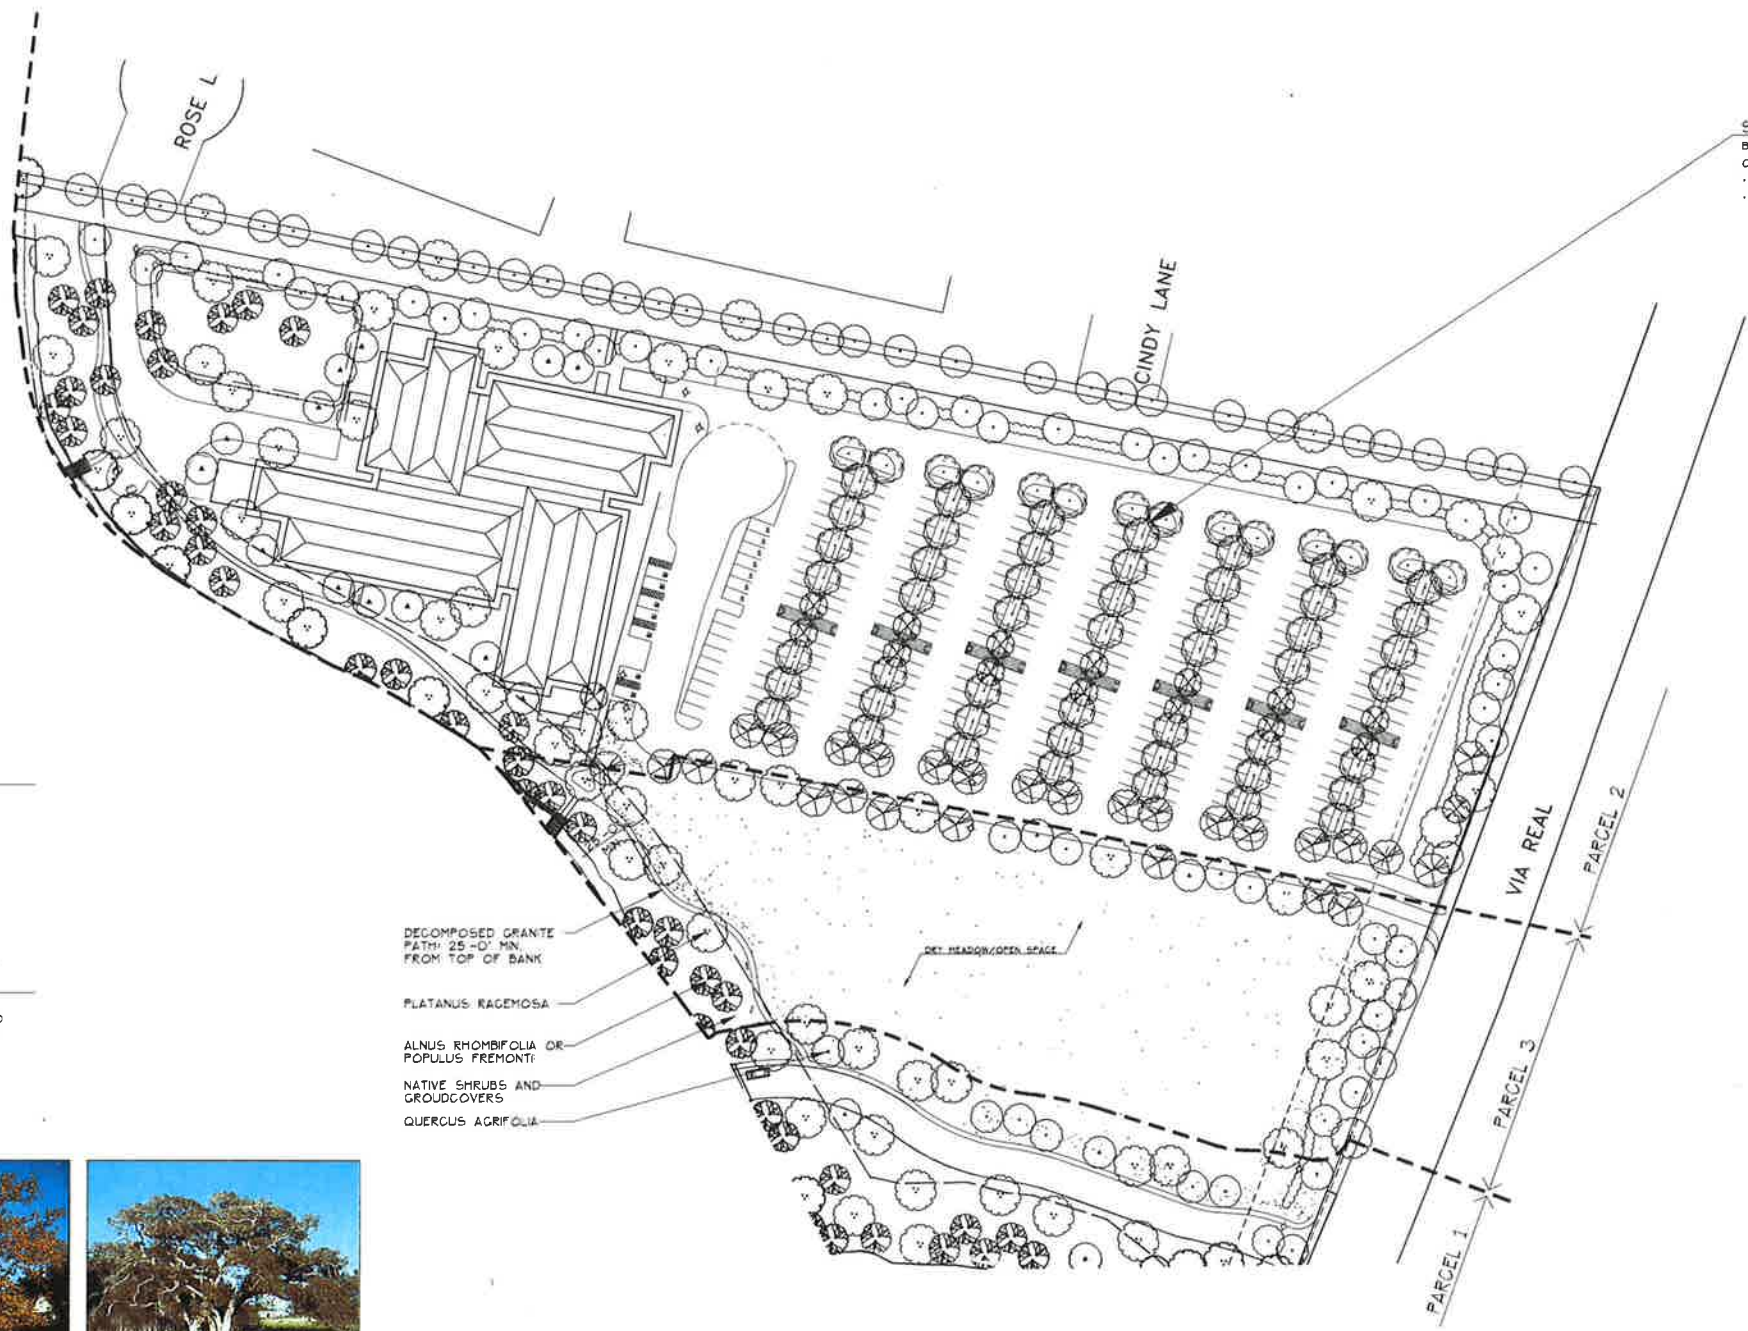 ROSE L
CINDY LANE
VIA REAL
PARCEL 2
PARCEL 3
PARCEL 1
DRY MEADOW/OPEN SPACE
DECOMPOSED GRANITE
PATH: 25'-0" MIN.
FROM TOP OF BANK
PLATANUS RACEMOSA
ALNUS RHOMBIFOLIA OR
POPULUS FREMONTII
NATIVE SHRUBS AND
GROUDCOVERS
QUERCUS AGRIFOLIA